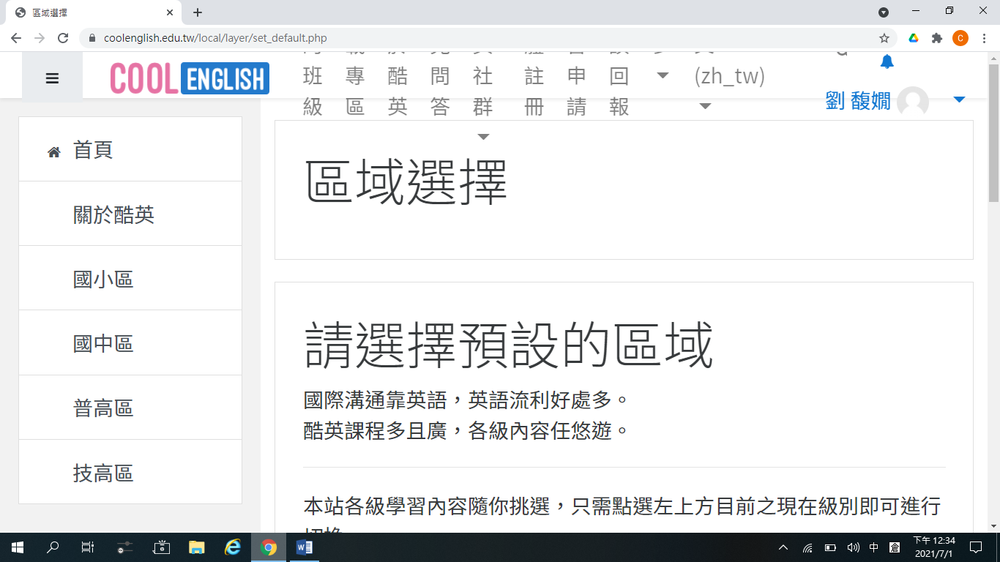 區域選擇
coolenglish.edu.tw/local/layer/set_default.php
C
COOL ENGLISH
班級
專區
酷英
問答
社群
註冊
申請
回報
(zh_tw)
劉 馥嫺
首頁
關於酷英
國小區
國中區
普高區
技高區
區域選擇
請選擇預設的區域
國際溝通靠英語，英語流利好處多。
酷英課程多且廣，各級內容任悠遊。
本站各級學習內容隨你挑選，只需點選左上方目前之現在級別即可進行
中
倉
下午 12:34
2021/7/1